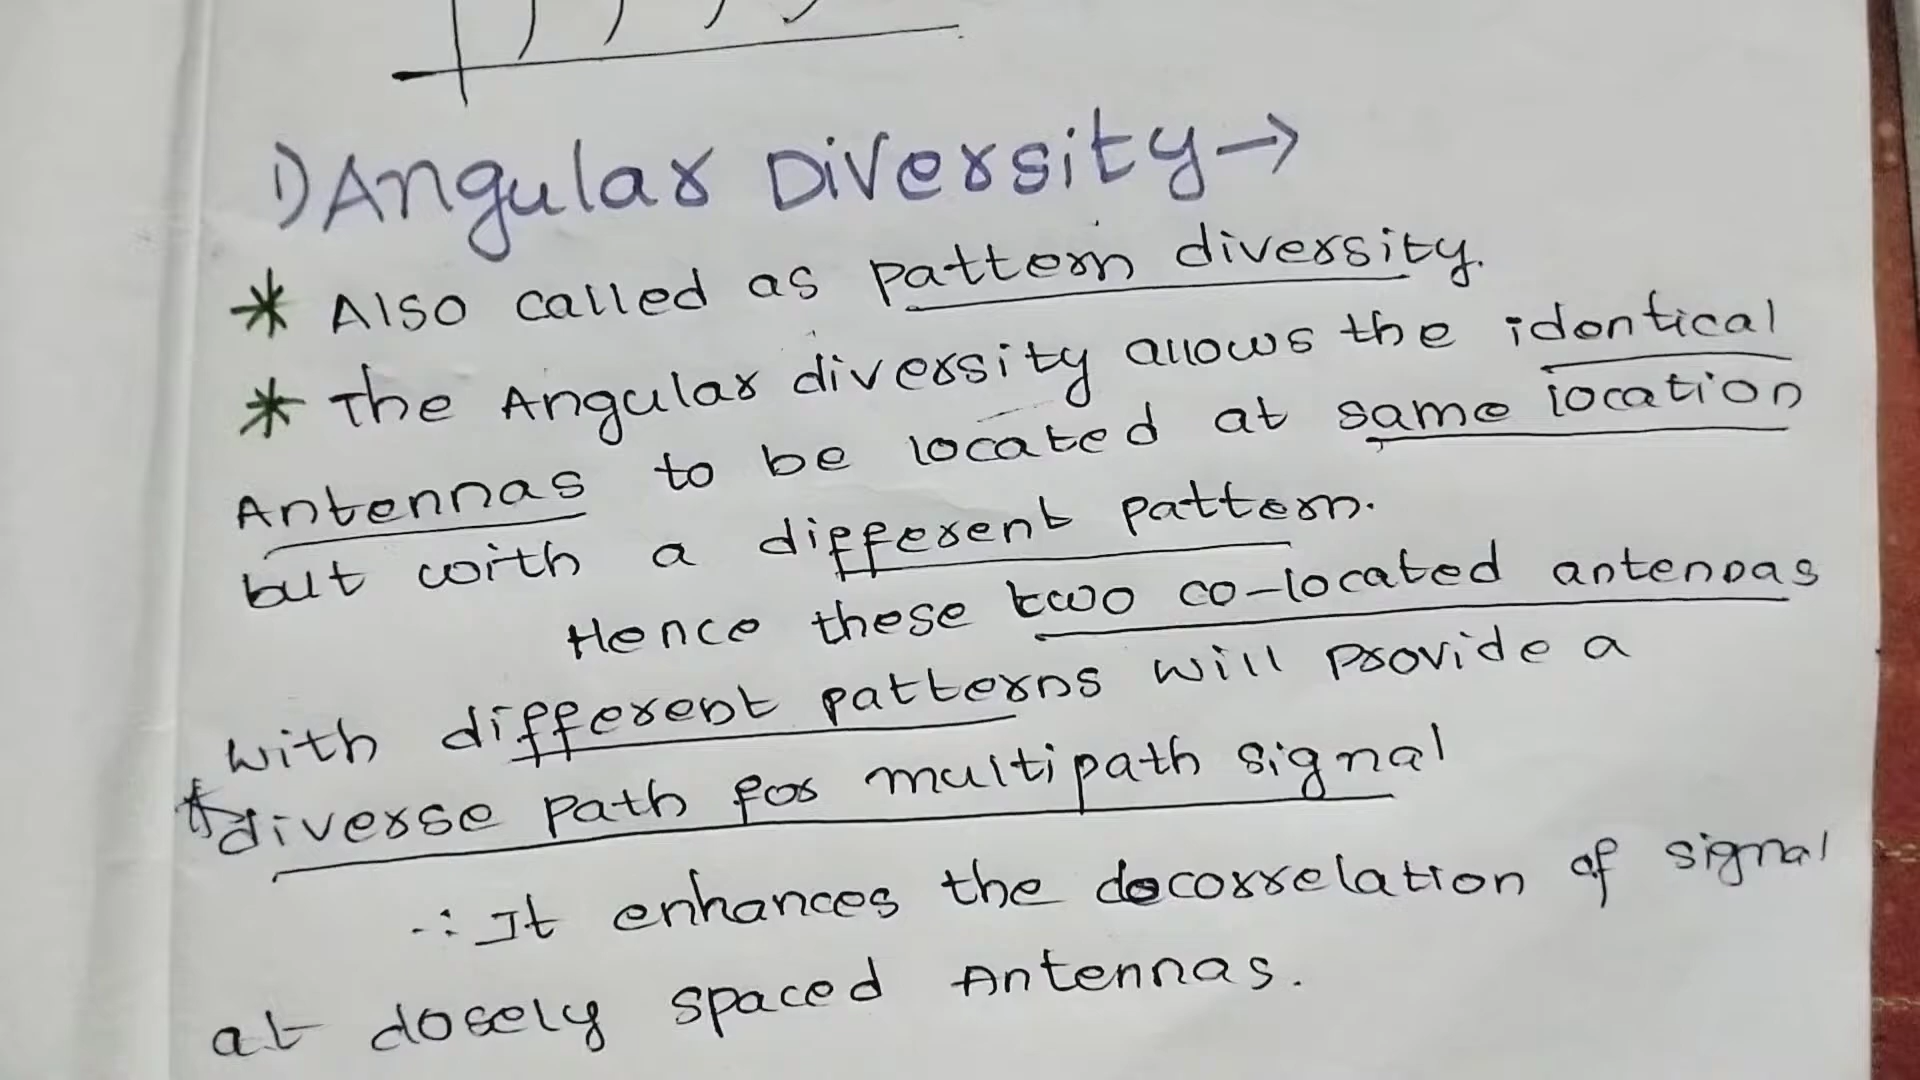 1) Angular Diversity →
* Also called as pattern diversity.
* The Angular diversity allows the identical
Antennas to be located at same location
but with a different pattern.
Hence these two co-located antennas
with different patterns will provide a
diverse path for multipath signal
∴ It enhances the decorrelation of signal
at closely spaced Antennas.